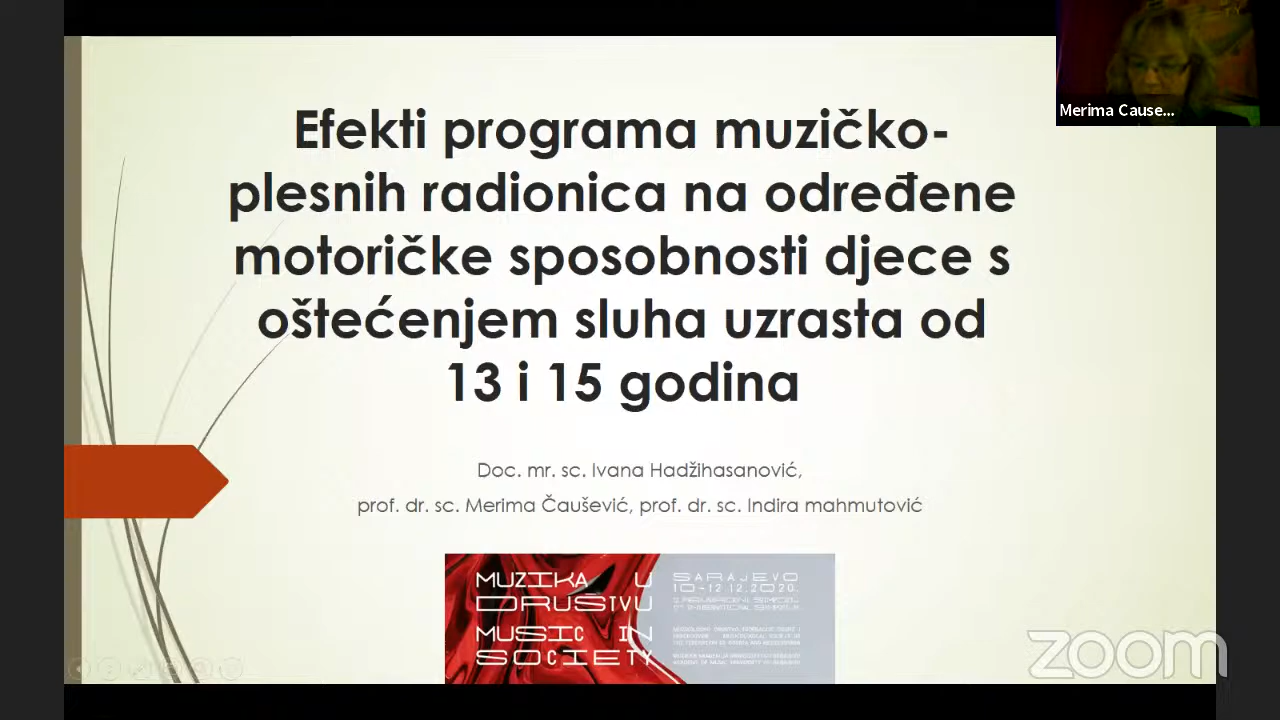 Merima Cause...
Efekti programa muzičko-
plesnih radionica na određene
motoričke sposobnosti djece s
oštećenjem sluha uzrasta od
13 i 15 godina
Doc. mr. sc. Ivana Hadžihasanović,
prof. dr. sc. Merima Čaušević, prof. dr. sc. Indira mahmutović
MUZIKA U
DRUŠTVU
MUSIC IN
SOCIETY
SARAJEVO
10-12.12.2020.
zoom